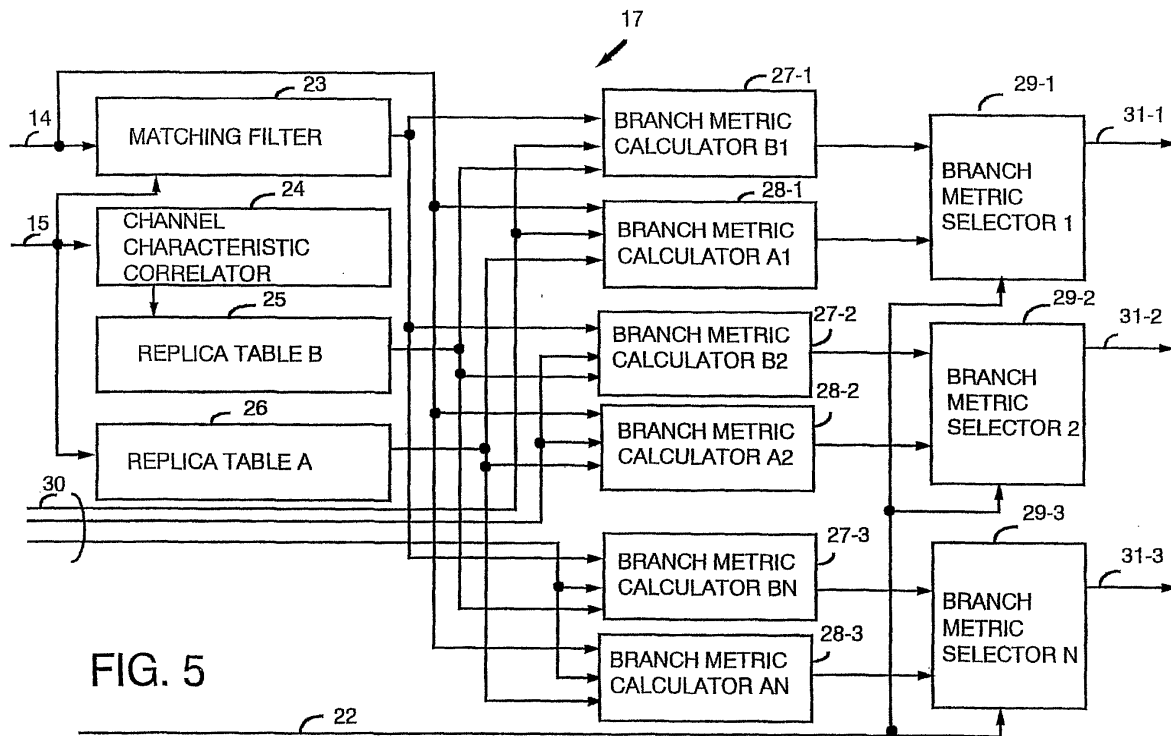 17
14
23
MATCHING FILTER
15
24
CHANNEL
CHARACTERISTIC
CORRELATOR
25
REPLICA TABLE B
26
REPLICA TABLE A
30
27-1
BRANCH METRIC
CALCULATOR B1
28-1
BRANCH METRIC
CALCULATOR A1
27-2
BRANCH METRIC
CALCULATOR B2
28-2
BRANCH METRIC
CALCULATOR A2
27-3
BRANCH METRIC
CALCULATOR BN
28-3
BRANCH METRIC
CALCULATOR AN
29-1
BRANCH
METRIC
SELECTOR 1
31-1
29-2
BRANCH
METRIC
SELECTOR 2
31-2
29-3
BRANCH
METRIC
SELECTOR N
31-3
FIG. 5
22